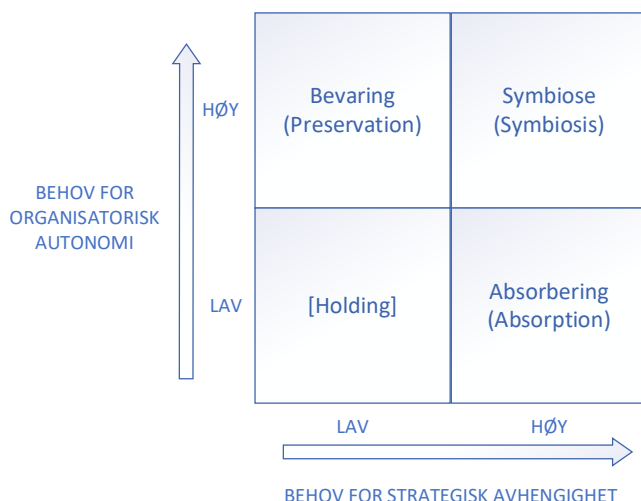 Bevaring
(Preservation)
Symbiose
(Symbiosis)
HØY
BEHOV FOR
ORGANISATORISK
AUTONOMI
LAV
[Holding]
Absorbering
(Absorption)
LAV
HØY
BEHOV FOR STRATEGISK AVHENGIGHET